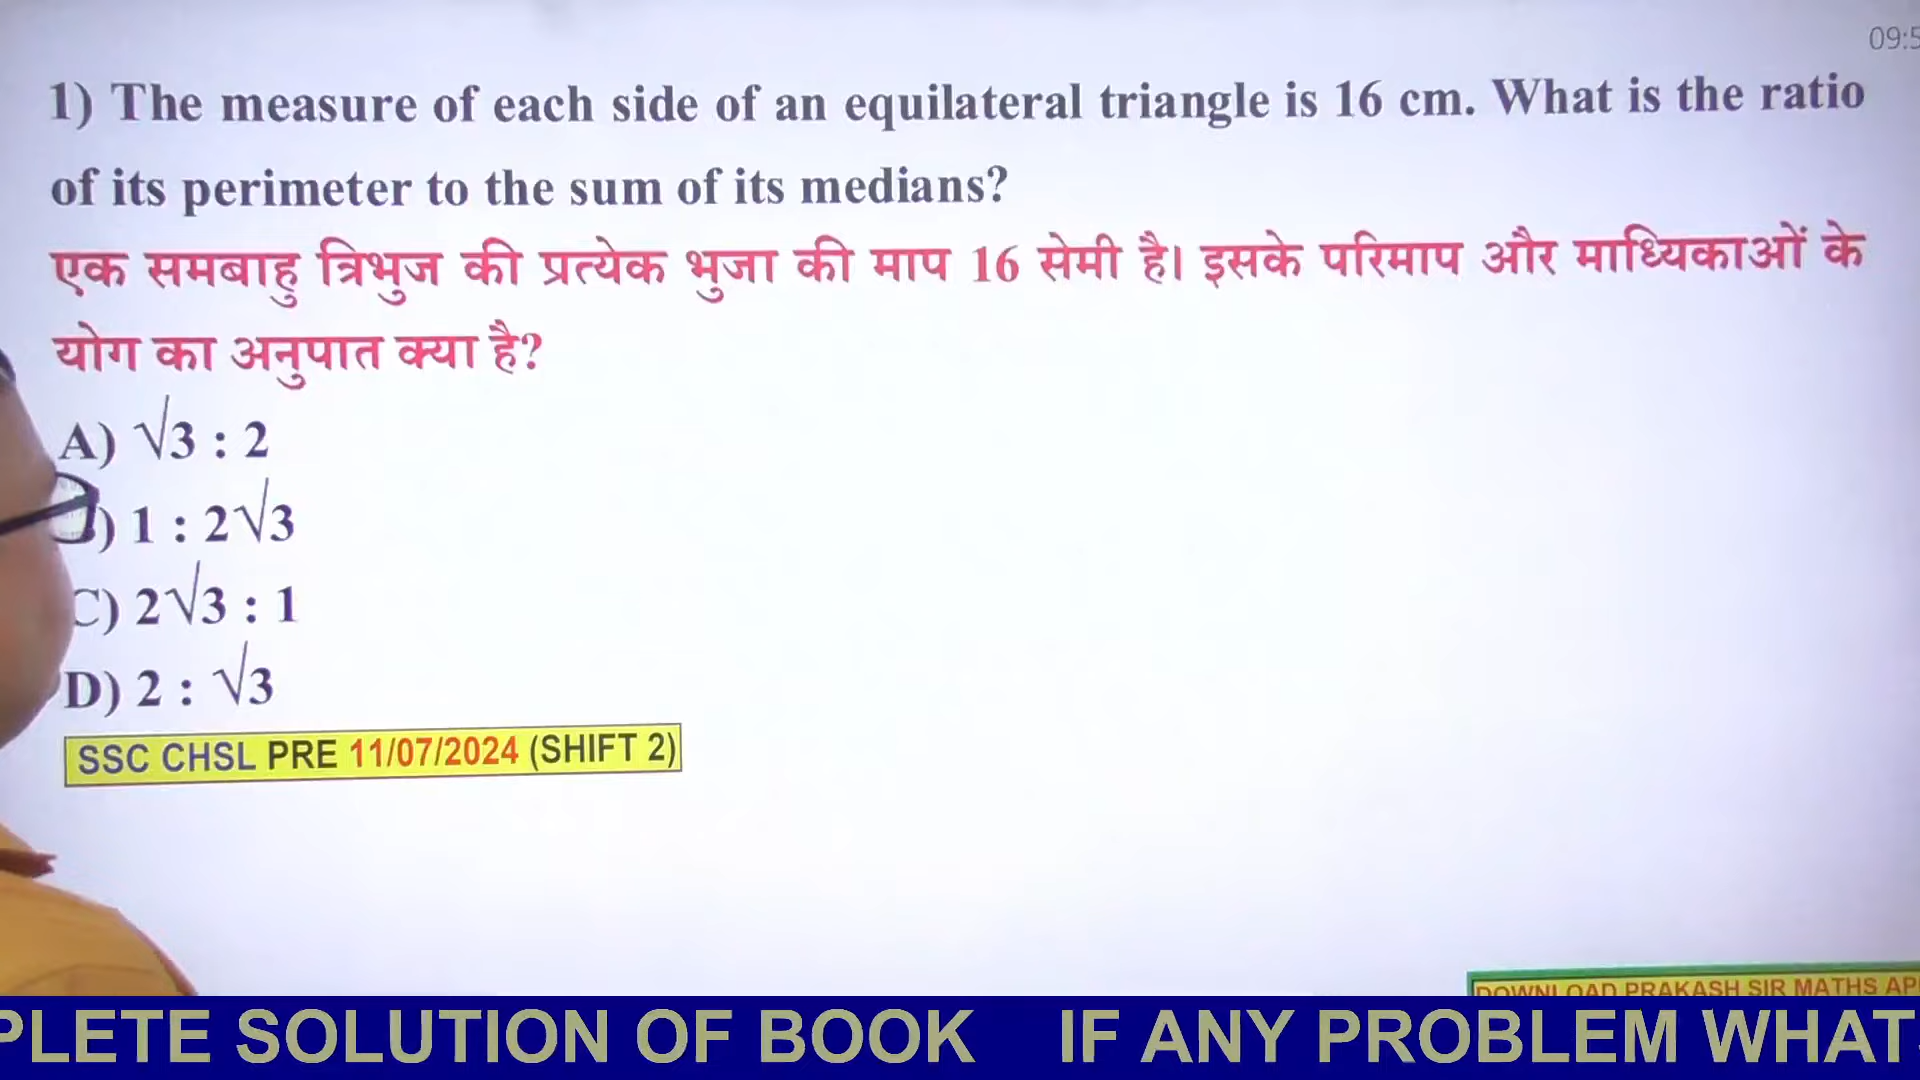 09:5
1) The measure of each side of an equilateral triangle is 16 cm. What is the ratio
of its perimeter to the sum of its medians?
एक समबाहु त्रिभुज की प्रत्येक भुजा की माप 16 सेमी है। इसके परिमाप और माध्यिकाओं के
योग का अनुपात क्या है?
A) √3 : 2
) 1 : 2√3
C) 2√3 : 1
D) 2 : √3
SSC CHSL PRE 11/07/2024 (SHIFT 2)
DOWNLOAD PRAKASH SIR MATHS AP
PLETE SOLUTION OF BOOK IF ANY PROBLEM WHAT